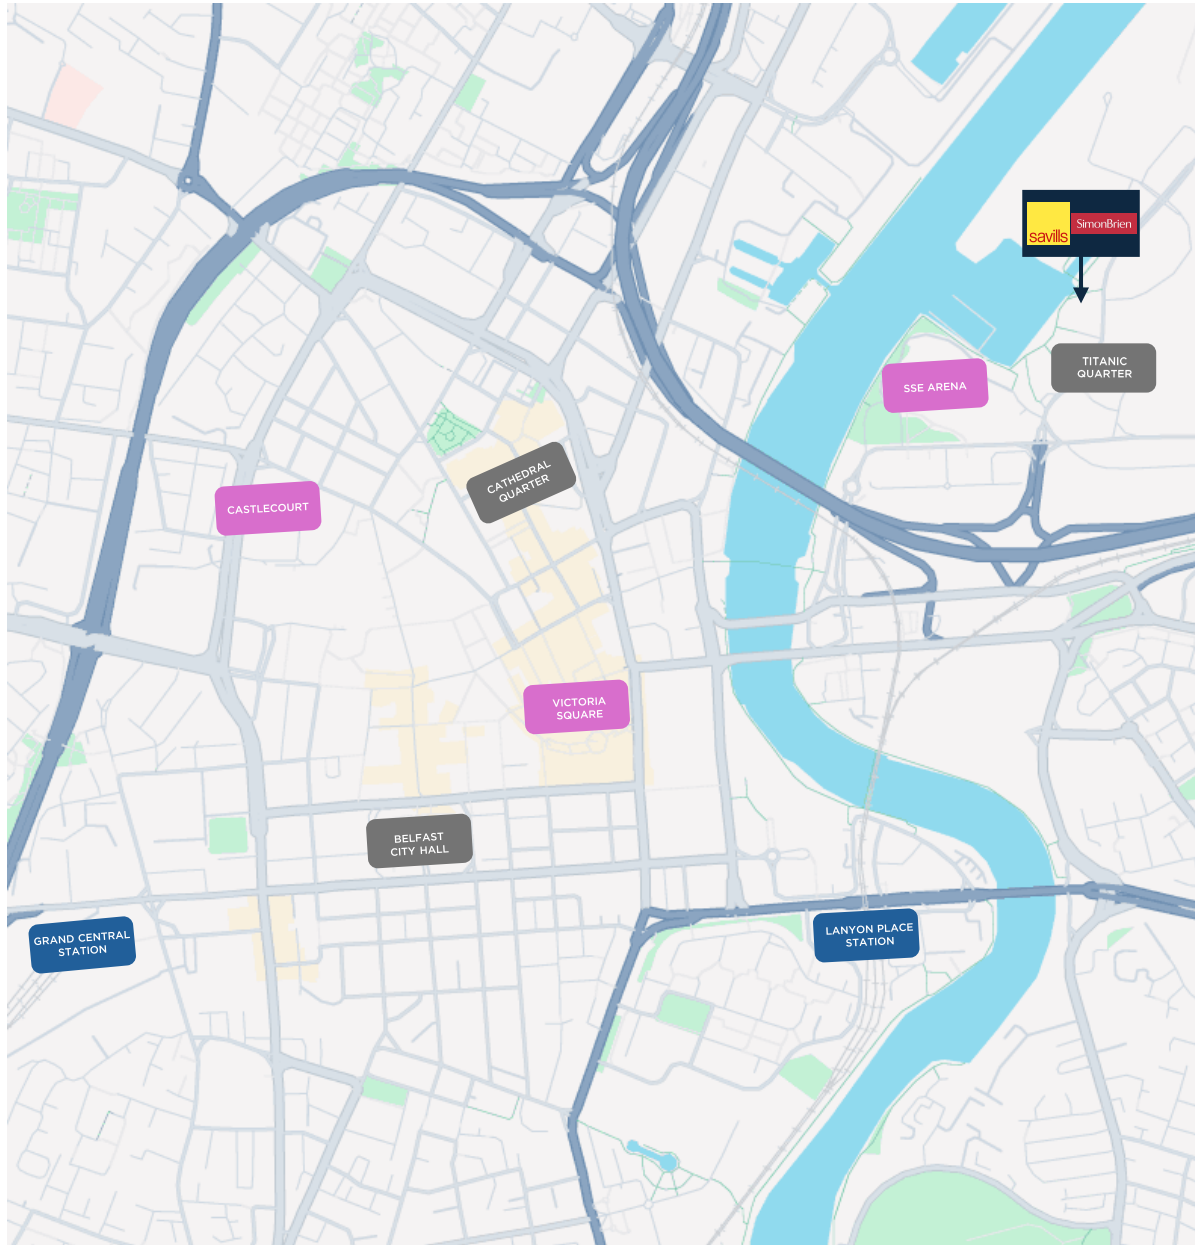 savills
SimonBrien
TITANIC
QUARTER
SSE ARENA
CATHEDRAL
QUARTER
CASTLECOURT
VICTORIA
SQUARE
BELFAST
CITY HALL
GRAND CENTRAL
STATION
LANYON PLACE
STATION